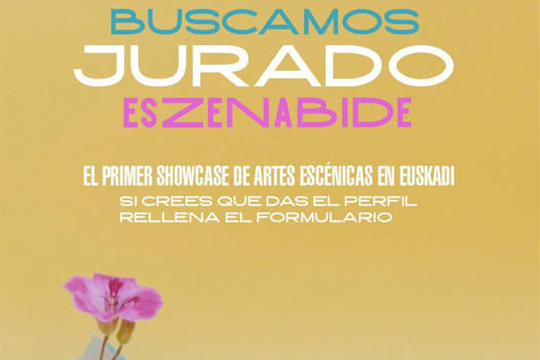 BUSCAMOS
JURADO
ESZENABIDE
EL PRIMER SHOWCASE DE ARTES ESCÉNICAS EN EUSKADI
SI CREES QUE DAS EL PERFIL
RELLENA EL FORMULARIO